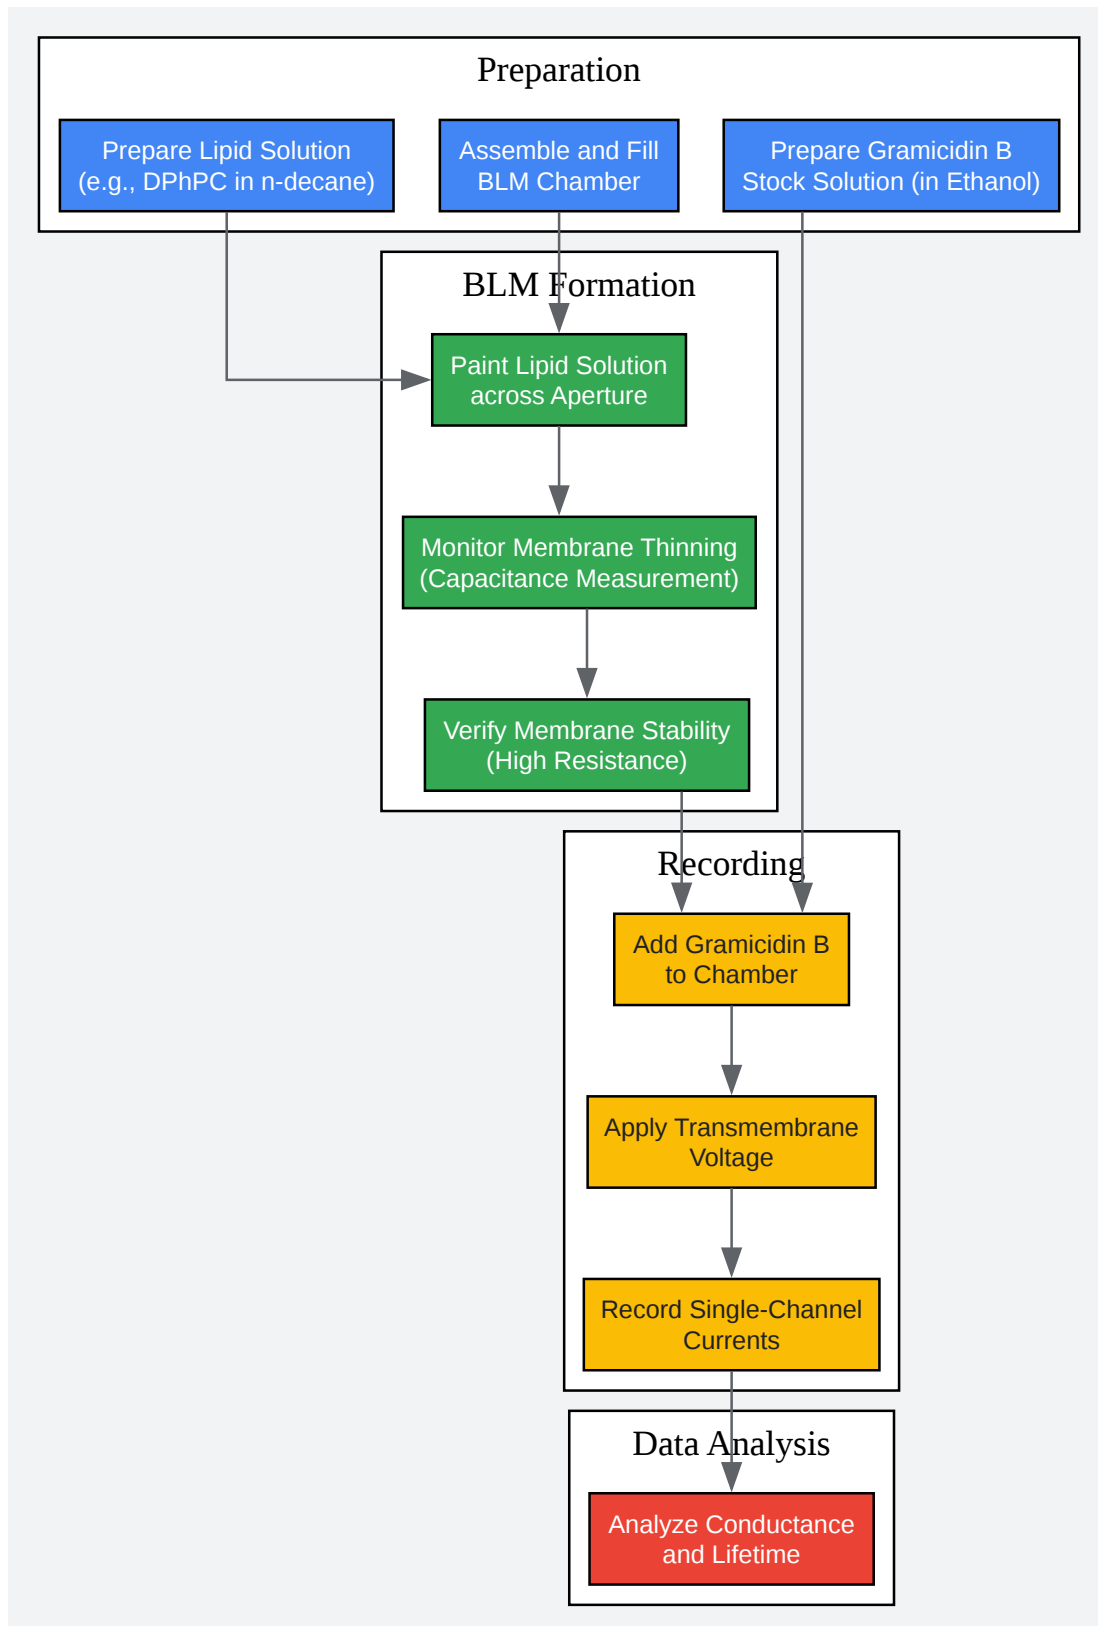 Preparation
Prepare Lipid Solution
(e.g., DPhPC in n-decane)
Assemble and Fill
BLM Chamber
Prepare Gramicidin B
Stock Solution (in Ethanol)
BLM Formation
Paint Lipid Solution
across Aperture
Monitor Membrane Thinning
(Capacitance Measurement)
Verify Membrane Stability
(High Resistance)
Recording
Add Gramicidin B
to Chamber
Apply Transmembrane
Voltage
Record Single-Channel
Currents
Data Analysis
Analyze Conductance
and Lifetime